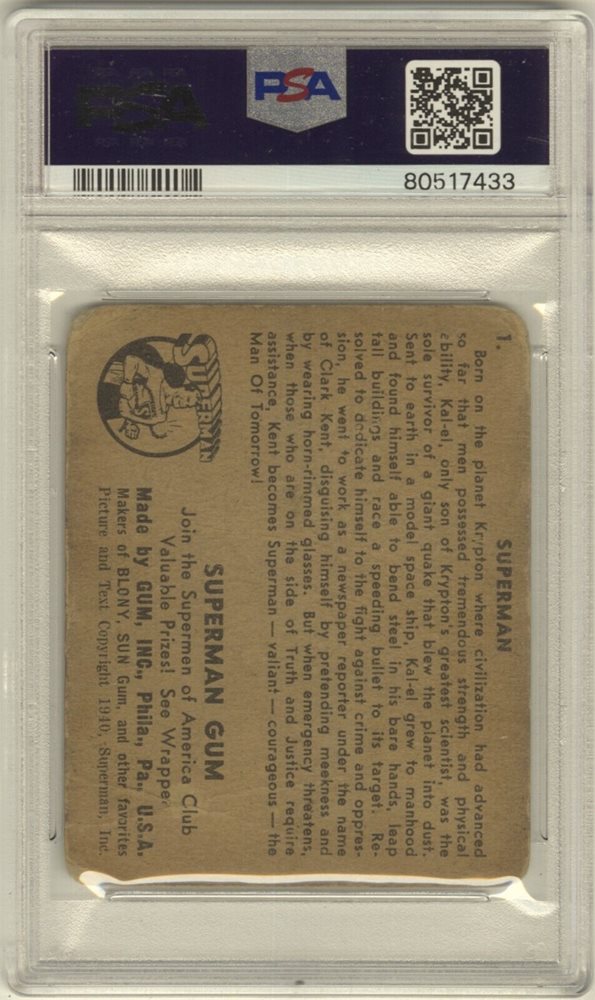 PSA
PSA
80517433
1.
SUPERMAN
Born on the planet Krypton where civilization had advanced
so far that men possessed tremendous strength and physical
ability, Kal-el, only son of Krypton's greatest scientist, was the
sole survivor of a giant quake that blew the planet into dust.
Sent to earth in a model space ship, Kal-el grew to manhood
and found himself able to bend steel in his bare hands, leap
tall buildings and race a speeding bullet to its target. Re-
solved to dedicate himself to the fight against crime and oppres-
sion, he went to work as a newspaper reporter under the name
of Clark Kent, disguising himself by pretending meekness and
by wearing horn-rimmed glasses. But when emergency threatens,
when those who are on the side of Truth and Justice require
assistance, Kent becomes Superman — valiant — courageous — the
Man Of Tomorrow!
SUPERMAN
SUPERMAN GUM
Join the Supermen of America Club
Valuable Prizes! See Wrapper
Made by GUM, INC., Phila., Pa., U.S.A.
Makers of BLONY, SUN Gum, and other favorites
Picture and Text Copyright 1940, Superman, Inc.